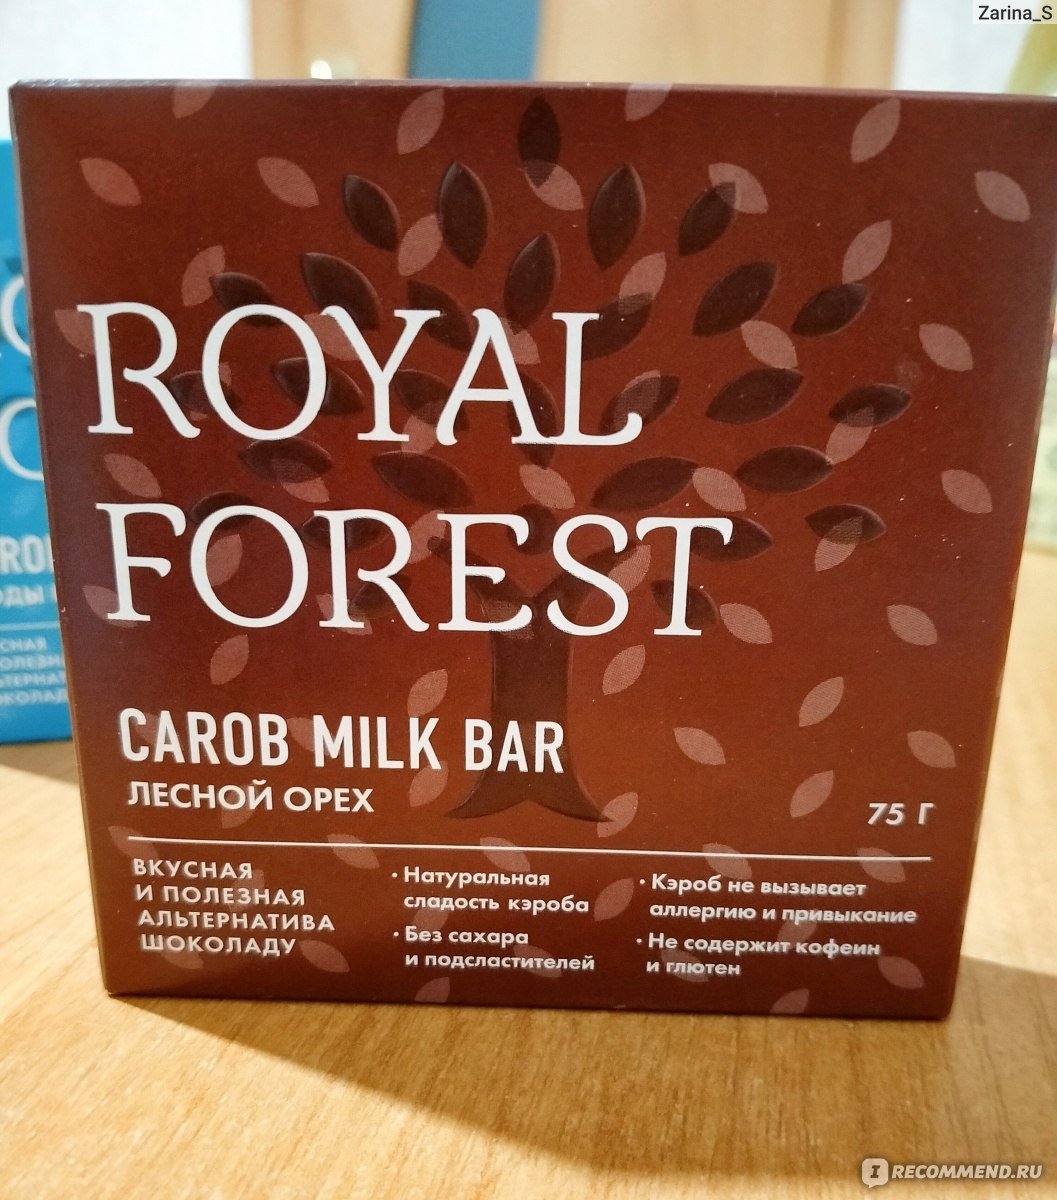 Zarina_S
ROYAL
FOREST
CAROB MILK BAR
ЛЕСНОЙ ОРЕХ
75 Г
ВКУСНАЯ
И ПОЛЕЗНАЯ
АЛЬТЕРНАТИВА
ШОКОЛАДУ
• Натуральная
сладость кэроба
• Без сахара
и подсластителей
• Кэроб не вызывает
аллергию и привыкание
• Не содержит кофеин
и глютен
I RECOMMEND.RU